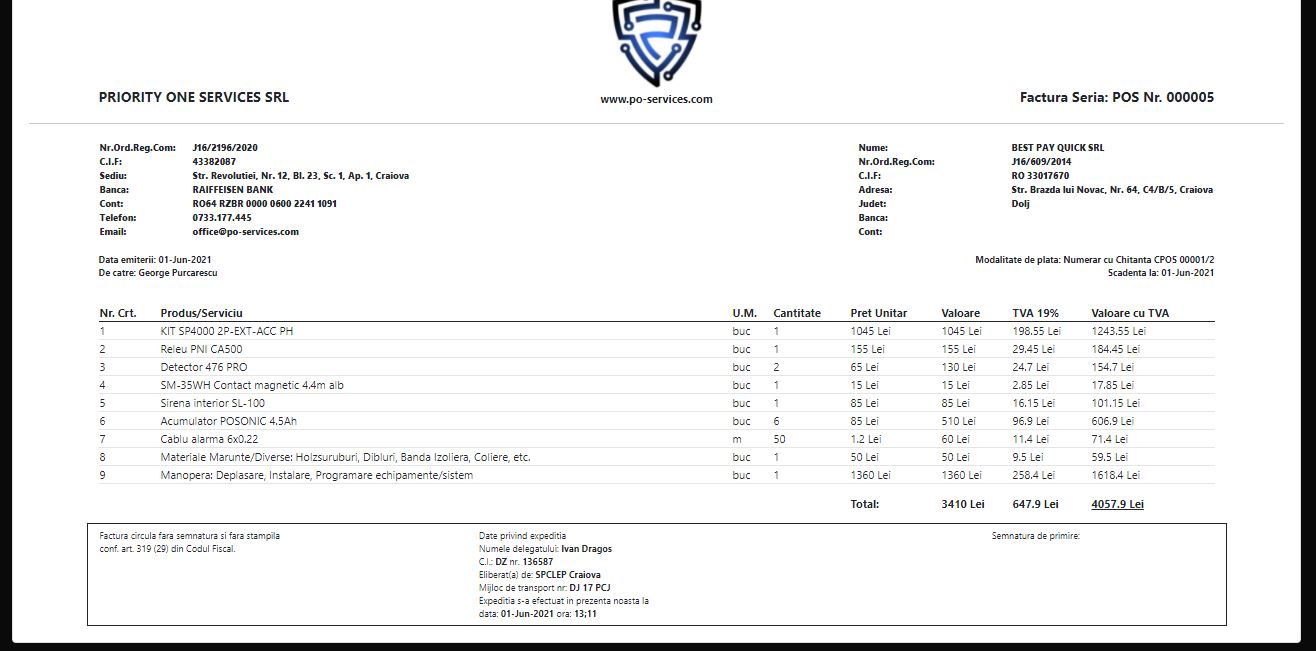 PRIORITY ONE SERVICES SRL
www.po-services.com
Factura Seria: POS Nr. 000005
Nr.Ord.Reg.Com: J16/2196/2020
C.I.F: 43382087
Sediu: Str. Revolutiei, Nr. 12, Bl. 23, Sc. 1, Ap. 1, Craiova
Banca: RAIFFEISEN BANK
Cont: RO64 RZBR 0000 0600 2241 1091
Telefon: 0733.177.445
Email: office@po-services.com
Nume: BEST PAY QUICK SRL
Nr.Ord.Reg.Com: J16/609/2014
C.I.F: RO 33017670
Adresa: Str. Brazda lui Novac, Nr. 64, C4/B/5, Craiova
Judet: Dolj
Banca:
Cont:
Data emiterii: 01-Jun-2021
De catre: George Purcarescu
Modalitate de plata: Numerar cu Chitanta CPOS 00001/2
Scadenta la: 01-Jun-2021
Nr. Crt. Produs/Serviciu U.M. Cantitate Pret Unitar Valoare TVA 19% Valoare cu TVA
1 KIT SP4000 2P-EXT-ACC PH buc 1 1045 Lei 1045 Lei 198.55 Lei 1243.55 Lei
2 Releu PNI CA500 buc 1 155 Lei 155 Lei 29.45 Lei 184.45 Lei
3 Detector 476 PRO buc 2 65 Lei 130 Lei 24.7 Lei 154.7 Lei
4 SM-35WH Contact magnetic 4.4m alb buc 1 15 Lei 15 Lei 2.85 Lei 17.85 Lei
5 Sirena interior SL-100 buc 1 85 Lei 85 Lei 16.15 Lei 101.15 Lei
6 Acumulator POSONIC 4.5Ah buc 6 85 Lei 510 Lei 96.9 Lei 606.9 Lei
7 Cablu alarma 6x0.22 m 50 1.2 Lei 60 Lei 11.4 Lei 71.4 Lei
8 Materiale Marunte/Diverse: Holzsuruburi, Dibluri, Banda Izoliera, Coliere, etc. buc 1 50 Lei 50 Lei 9.5 Lei 59.5 Lei
9 Manopera: Deplasare, Instalare, Programare echipamente/sistem buc 1 1360 Lei 1360 Lei 258.4 Lei 1618.4 Lei
Total: 3410 Lei 647.9 Lei 4057.9 Lei
Factura circula fara semnatura si fara stampila
conf. art. 319 (29) din Codul Fiscal.
Date privind expeditia
Numele delegatului: Ivan Dragos
C.I.: DZ nr. 136587
Eliberat(a) de: SPCLEP Craiova
Mijloc de transport nr: DJ 17 PCJ
Expeditia s-a efectuat in prezenta noasta la
data: 01-Jun-2021 ora: 13;11
Semnatura de primire: